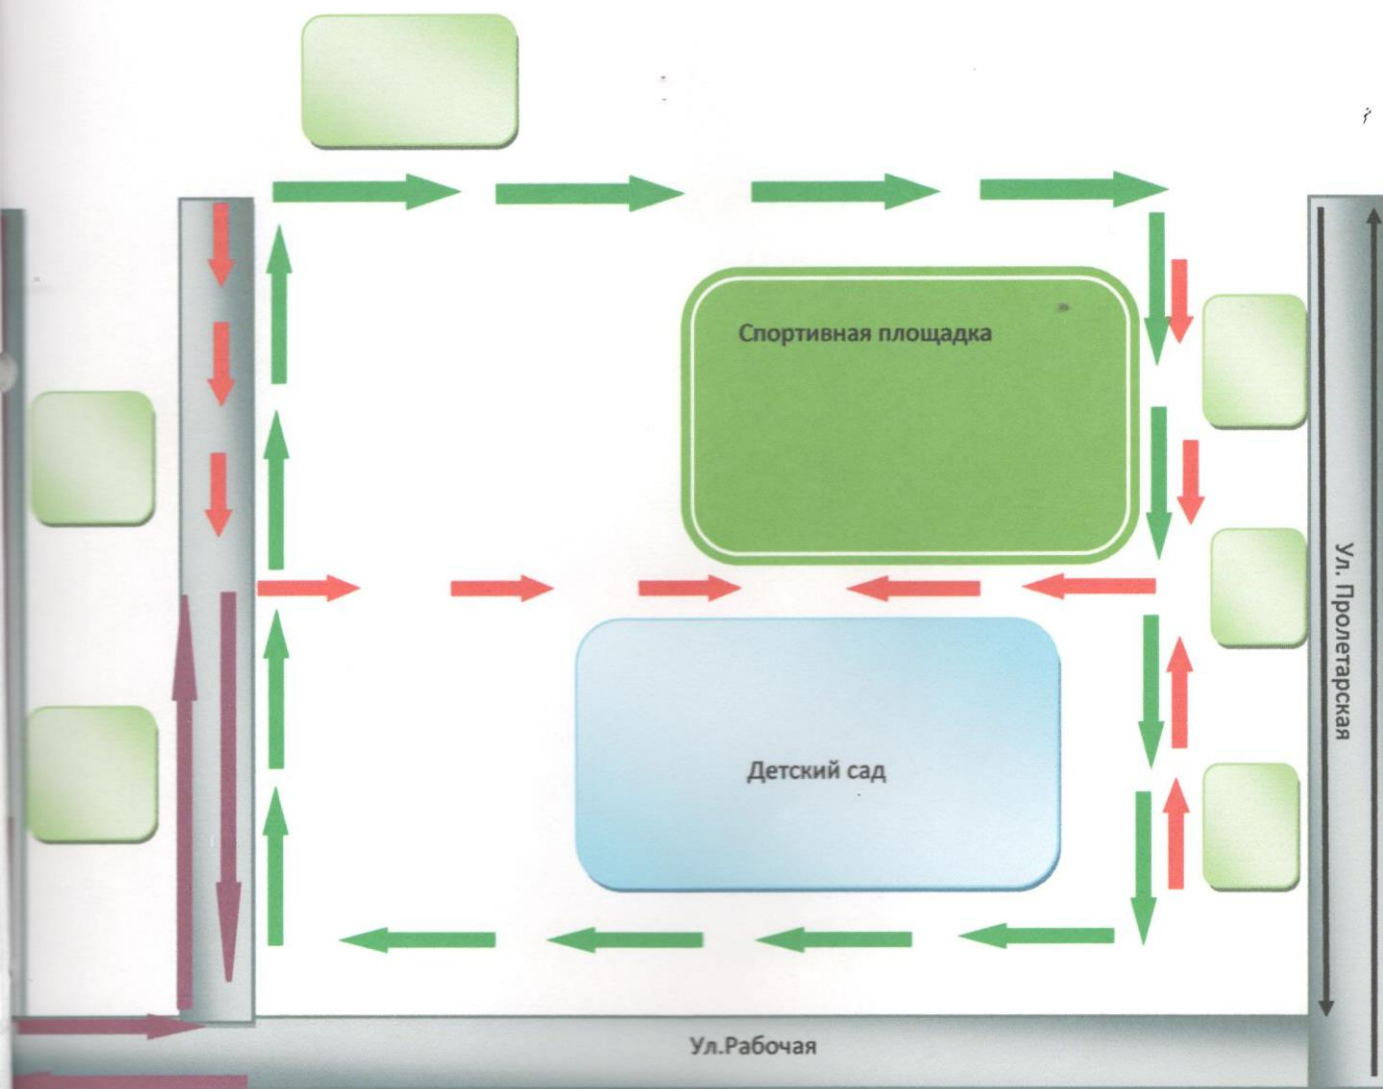 Спортивная площадка
Ул. Пролетарская
Детский сад
Ул.Рабочая